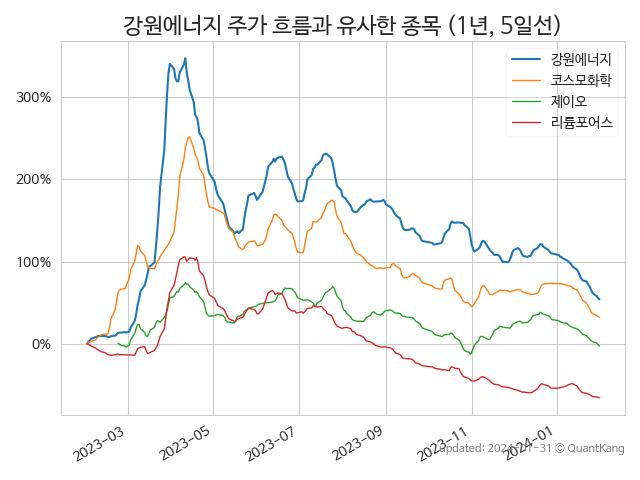 강원에너지 주가 흐름과 유사한 종목 (1년, 5일선)
강원에너지
코스모화학
제이오
리튬포어스
300%
200%
100%
0%
2023-03
2023-05
2023-07
2023-09
2023-11
2024-01
updated: 2024-01-31 © QuantKang